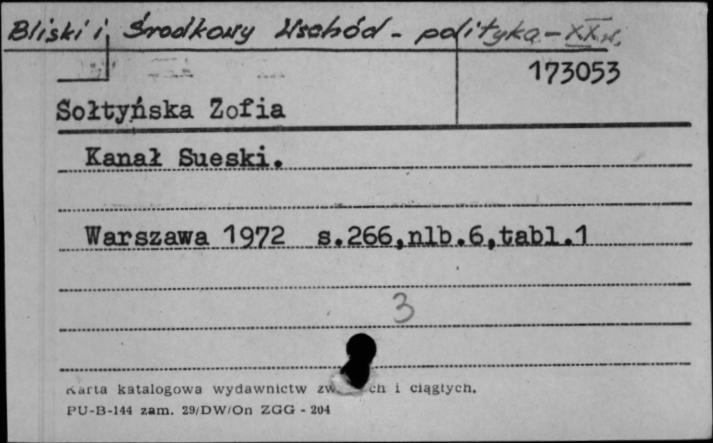 Bliski i Środkowy Wschód - polityka - XX w.
173053
Sołtyńska Zofia
Kanał Sueski.
Warszawa 1972 s.266,nlb.6,tabl.1
3
Karta katalogowa wydawnictw zw ch i ciągłych.
PU-B-144 zam. 29/DW/On ZGG - 204